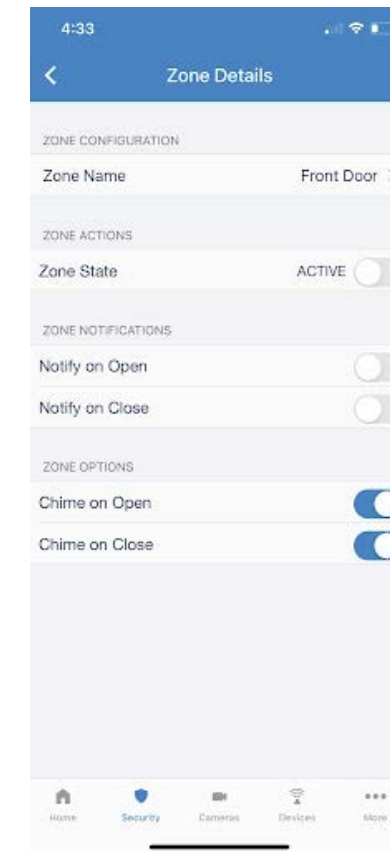 4:33
Zone Details
ZONE CONFIGURATION
Zone Name Front Door
ZONE ACTIONS
Zone State ACTIVE
ZONE NOTIFICATIONS
Notify on Open
Notify on Close
ZONE OPTIONS
Chime on Open
Chime on Close
Home Security Cameras Devices More